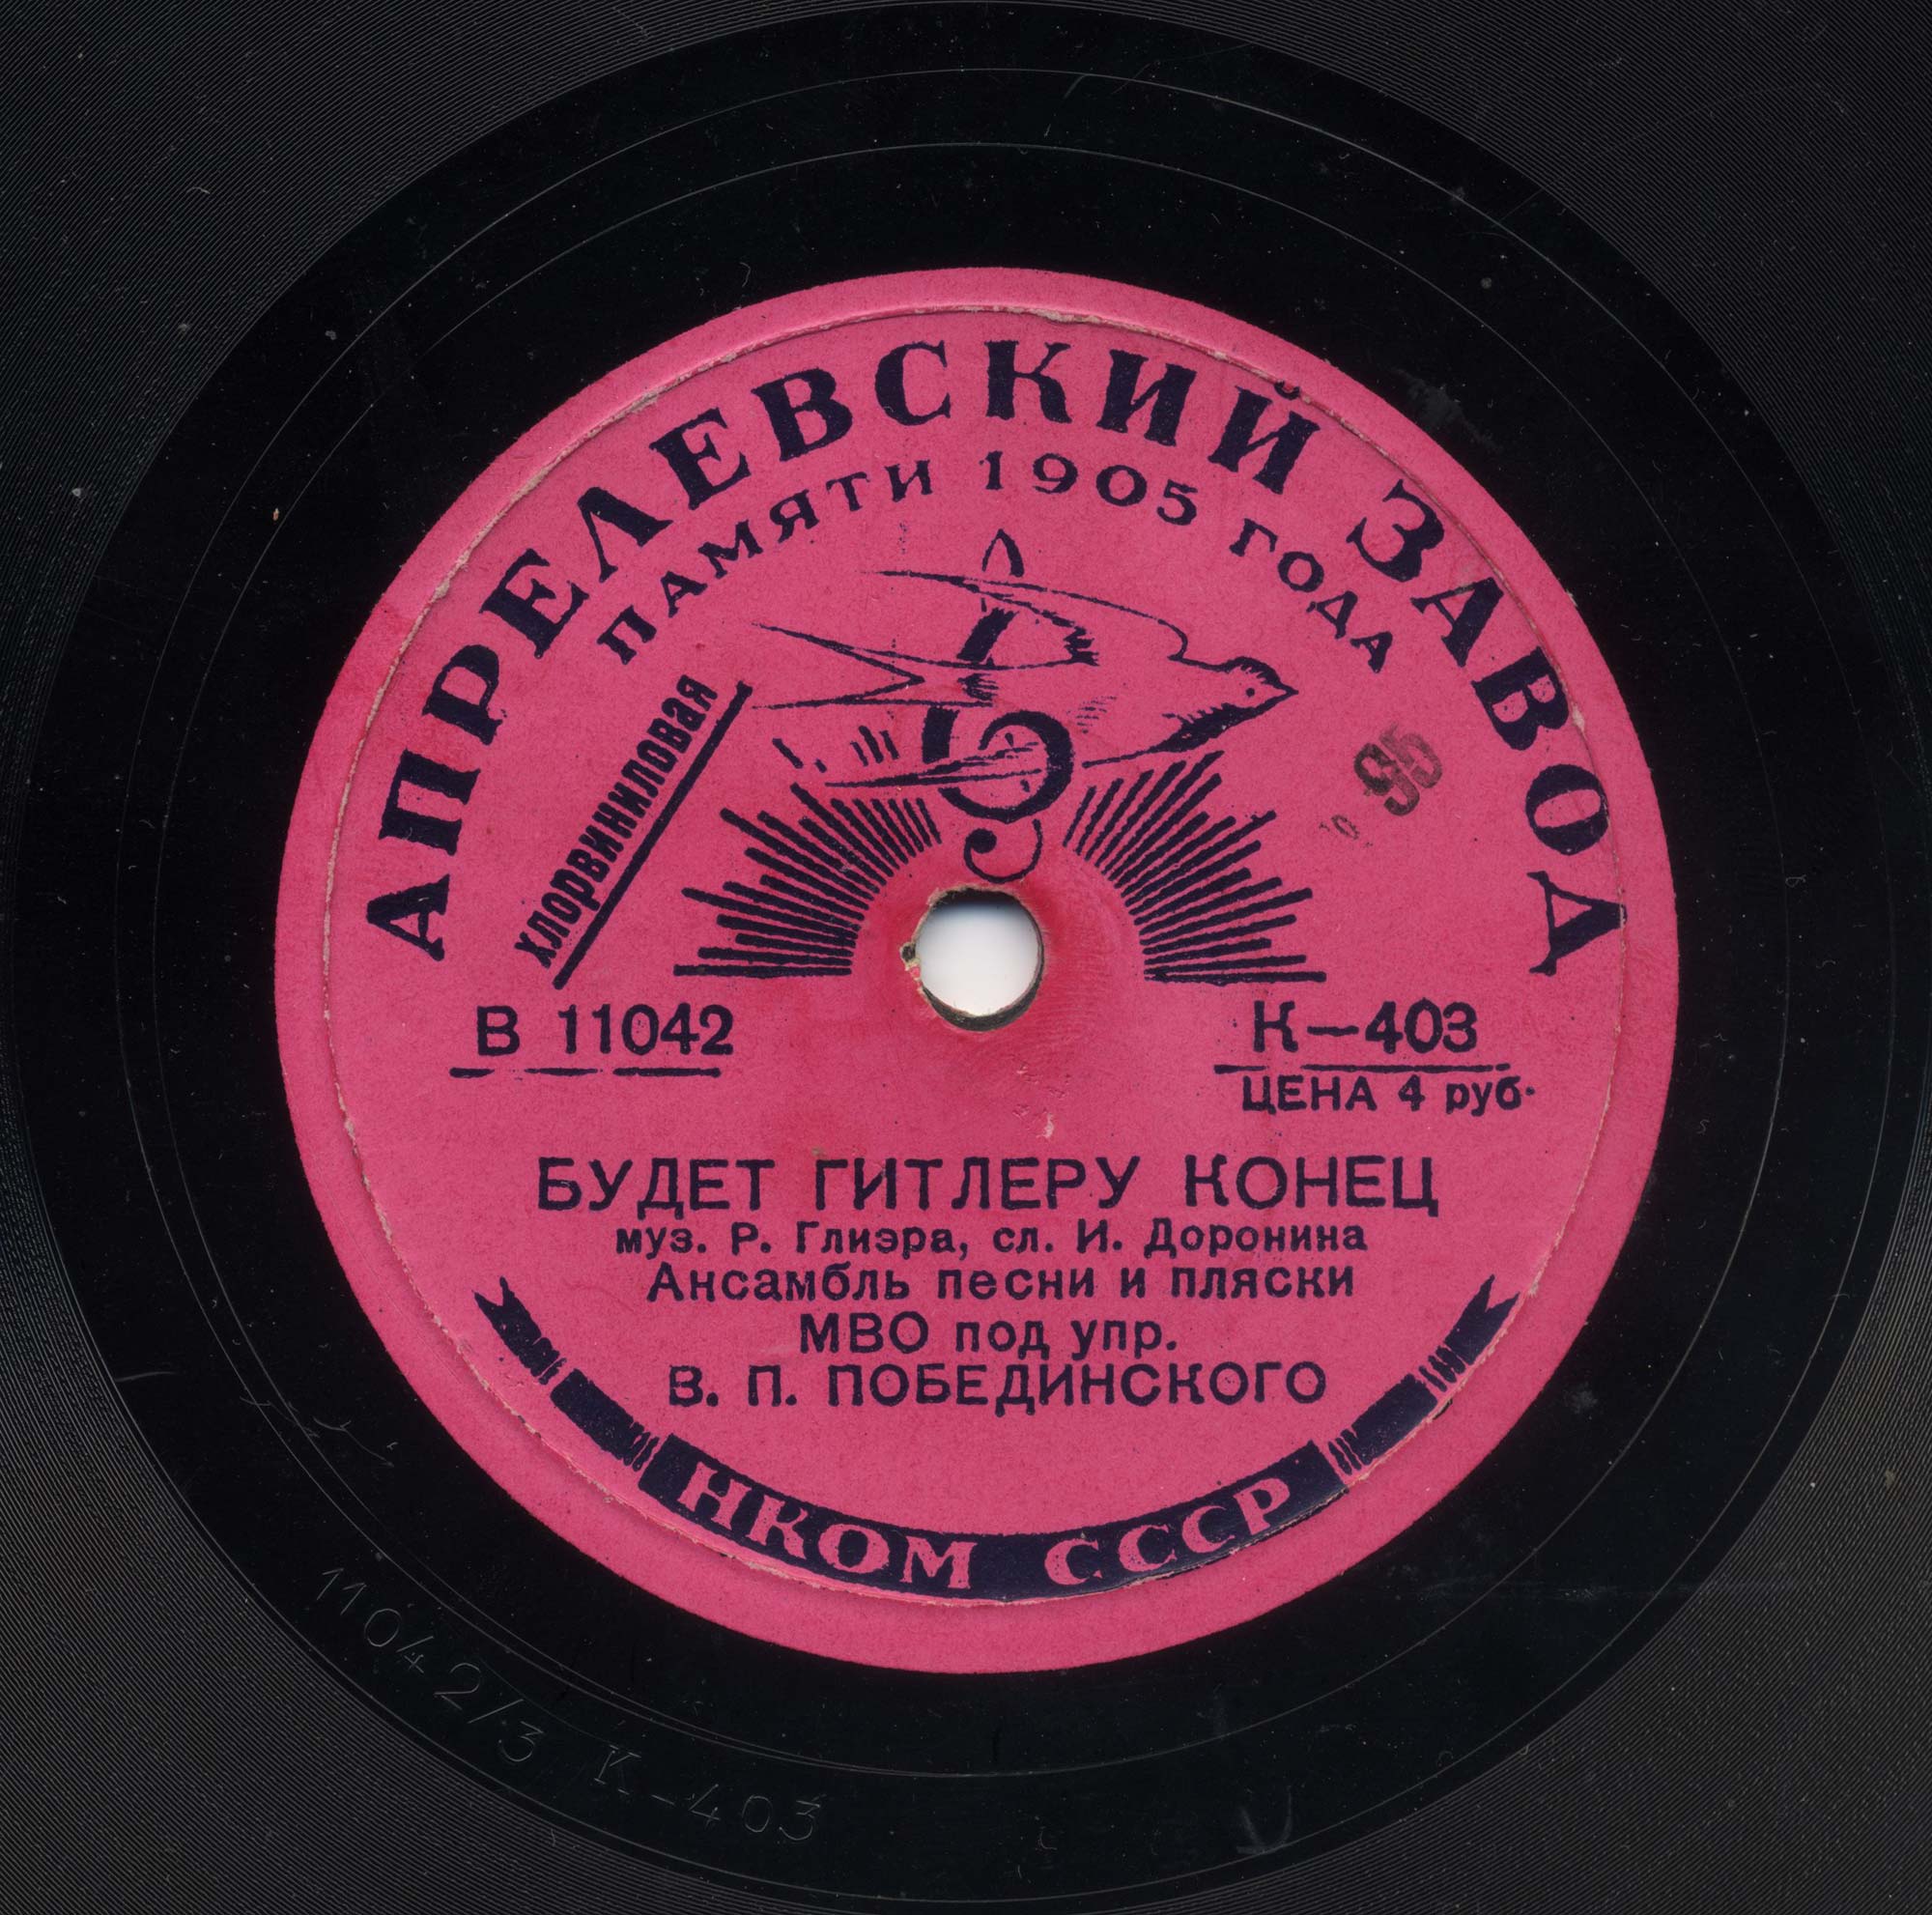 АПРЕЛЕВСКИЙ ЗАВОД
ПАМЯТИ 1905 ГОДА
хлорвиниловая
95
В 11042
К—403
ЦЕНА 4 руб.
БУДЕТ ГИТЛЕРУ КОНЕЦ
муз. Р. Глиэра, сл. И. Доронина
Ансамбль песни и пляски
МВО под упр.
В. П. ПОБЕДИНСКОГО
НКОМ СССР
11042/3 К-403